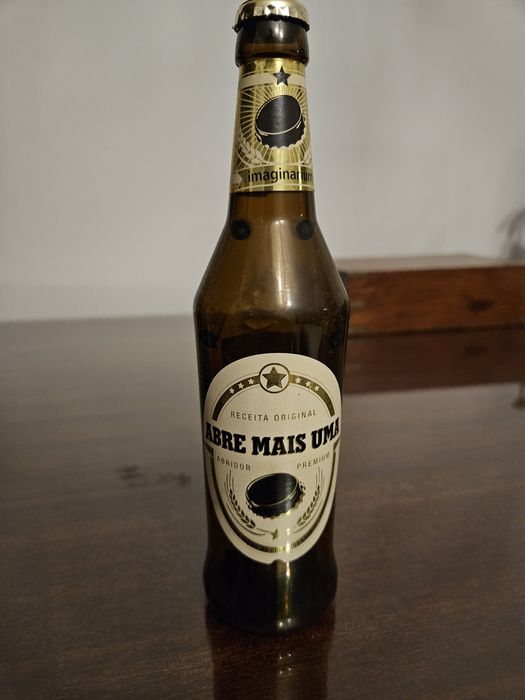 imaginarium
RECEITA ORIGINAL
ABRE MAIS UMA
ABRIDOR PREMIUM